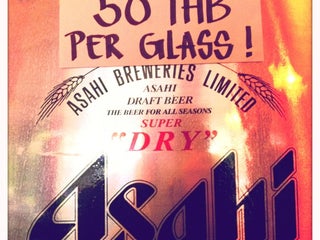 50 THB
PER GLASS!
ASAHI BREWERIES LIMITED
ASAHI
DRAFT BEER
THE BEER FOR ALL SEASONS
SUPER
"DRY"
Asahi